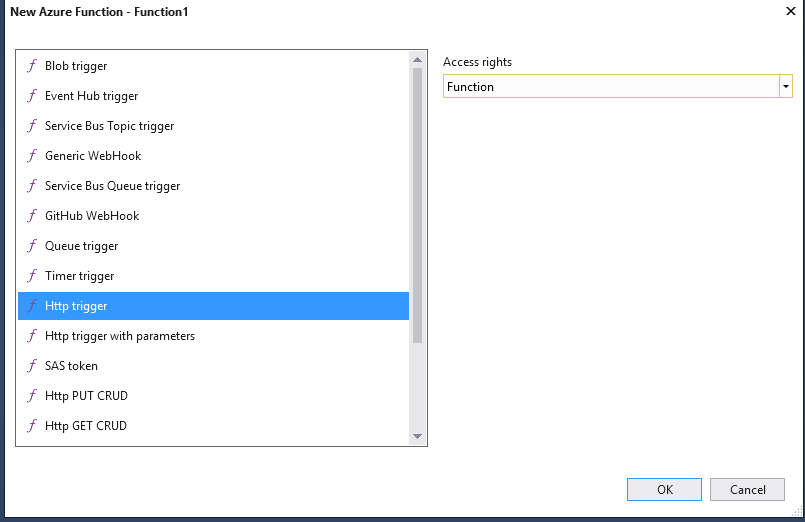 New Azure Function - Function1
Blob trigger
Event Hub trigger
Service Bus Topic trigger
Generic WebHook
Service Bus Queue trigger
GitHub WebHook
Queue trigger
Timer trigger
Http trigger
Http trigger with parameters
SAS token
Http PUT CRUD
Http GET CRUD
Access rights
Function
OK
Cancel